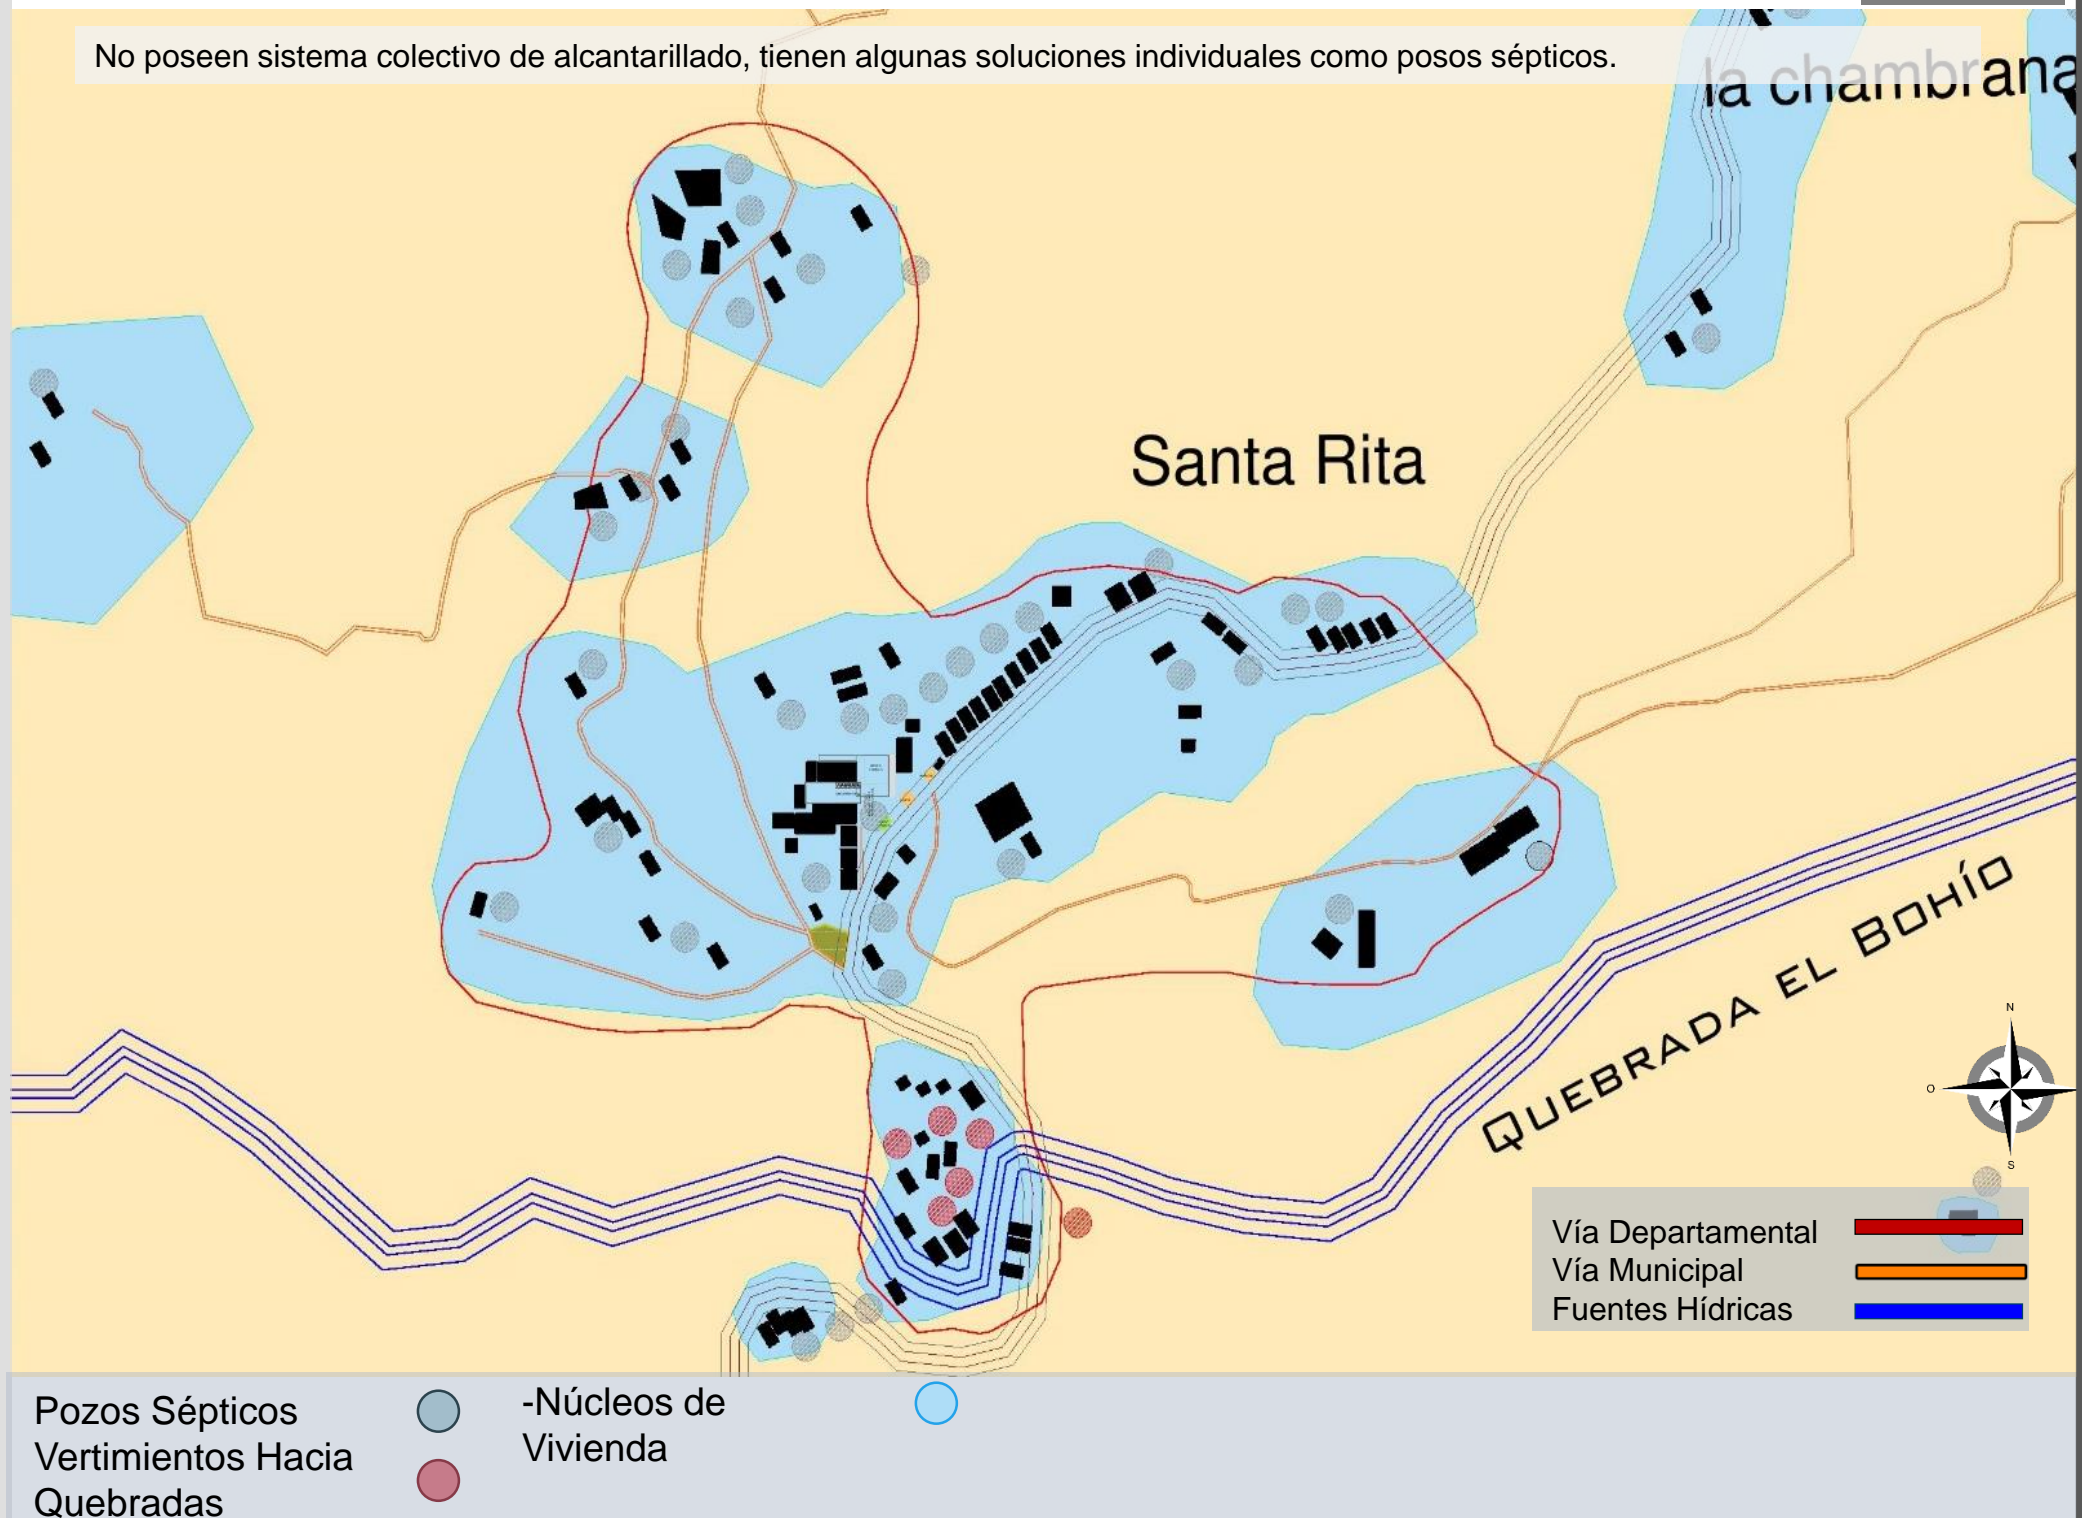 No poseen sistema colectivo de alcantarillado, tienen algunas soluciones individuales como posos sépticos.
la chambrana
Santa Rita
QUEBRADA EL BOHÍO
N
O
S
Vía Departamental
Vía Municipal
Fuentes Hídricas
Pozos Sépticos
Vertimientos Hacia
Quebradas
-Núcleos de
Vivienda